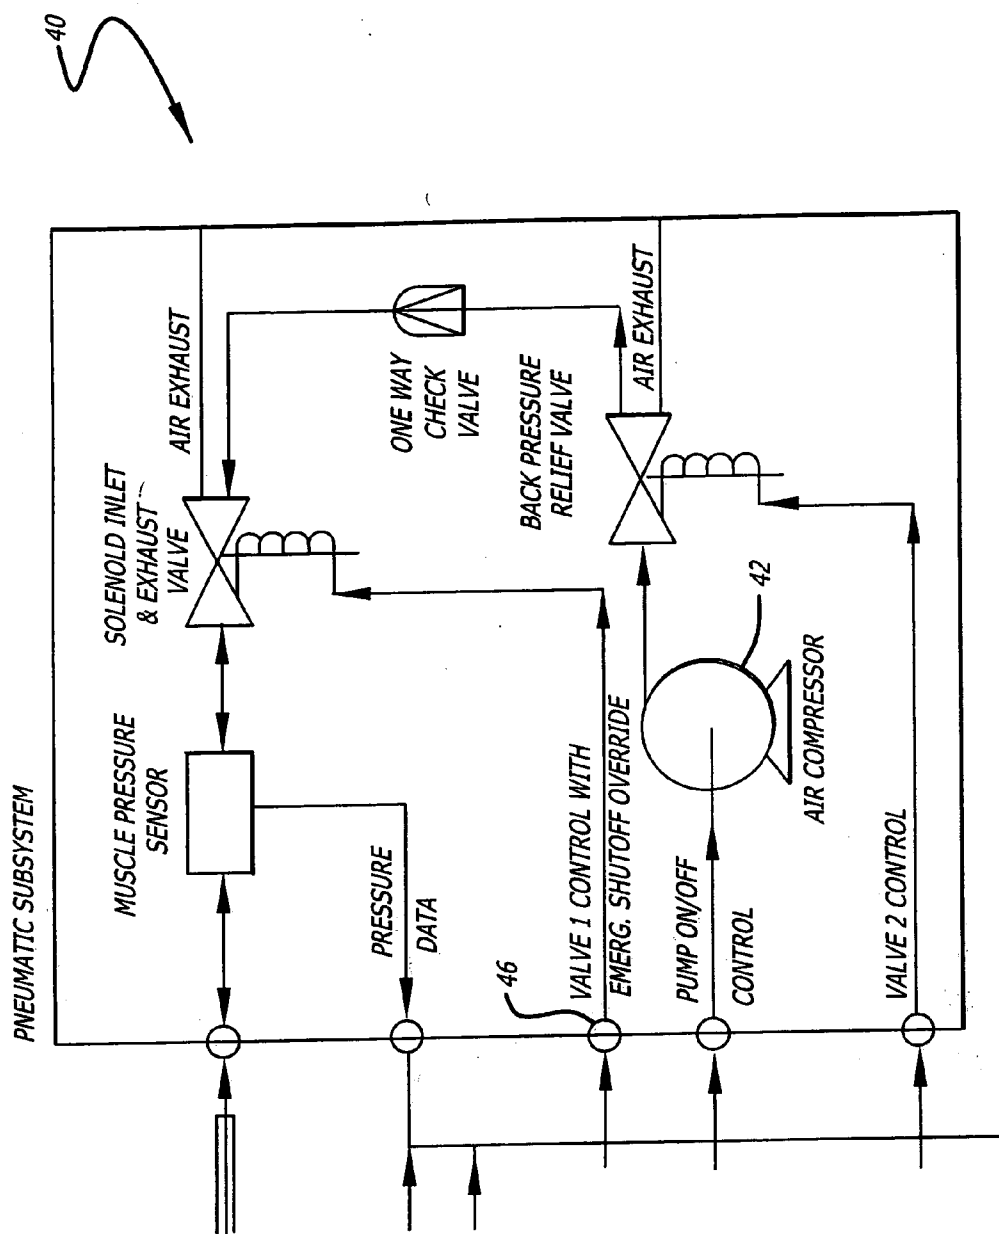 PNEUMATIC SUBSYSTEM
40
MUSCLE PRESSURE
SENSOR
SOLENOLD INLET
& EXHAUST
VALVE
AIR EXHAUST
PRESSURE
DATA
ONE WAY
CHECK
VALVE
46
VALVE 1 CONTROL WITH
EMERG. SHUTOFF OVERRIDE
BACK PRESSURE
RELIEF VALVE
AIR EXHAUST
PUMP ON/OFF
CONTROL
42
AIR COMPRESSOR
VALVE 2 CONTROL